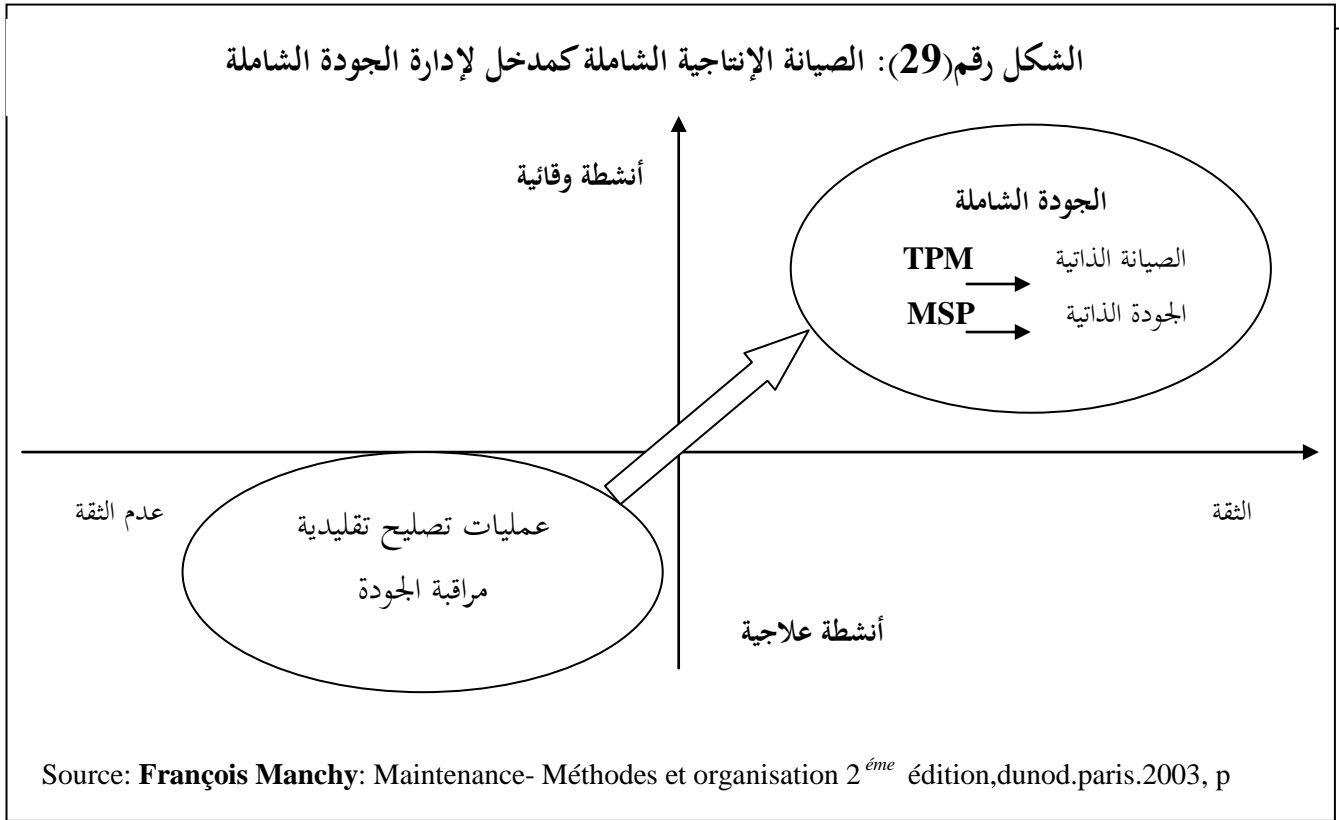 الشكل رقم(29): الصيانة الإنتاجية الشاملة كمدخل لإدارة الجودة الشاملة
أنشطة وقائية
الجودة الشاملة
TPM الصيانة الذاتية
MSP الجودة الذاتية
عدم الثقة
الثقة
عمليات تصليح تقليدية
مراقبة الجودة
أنشطة علاجية
Source: François Manchy: Maintenance- Méthodes et organisation 2 éme édition,dunod.paris.2003, p